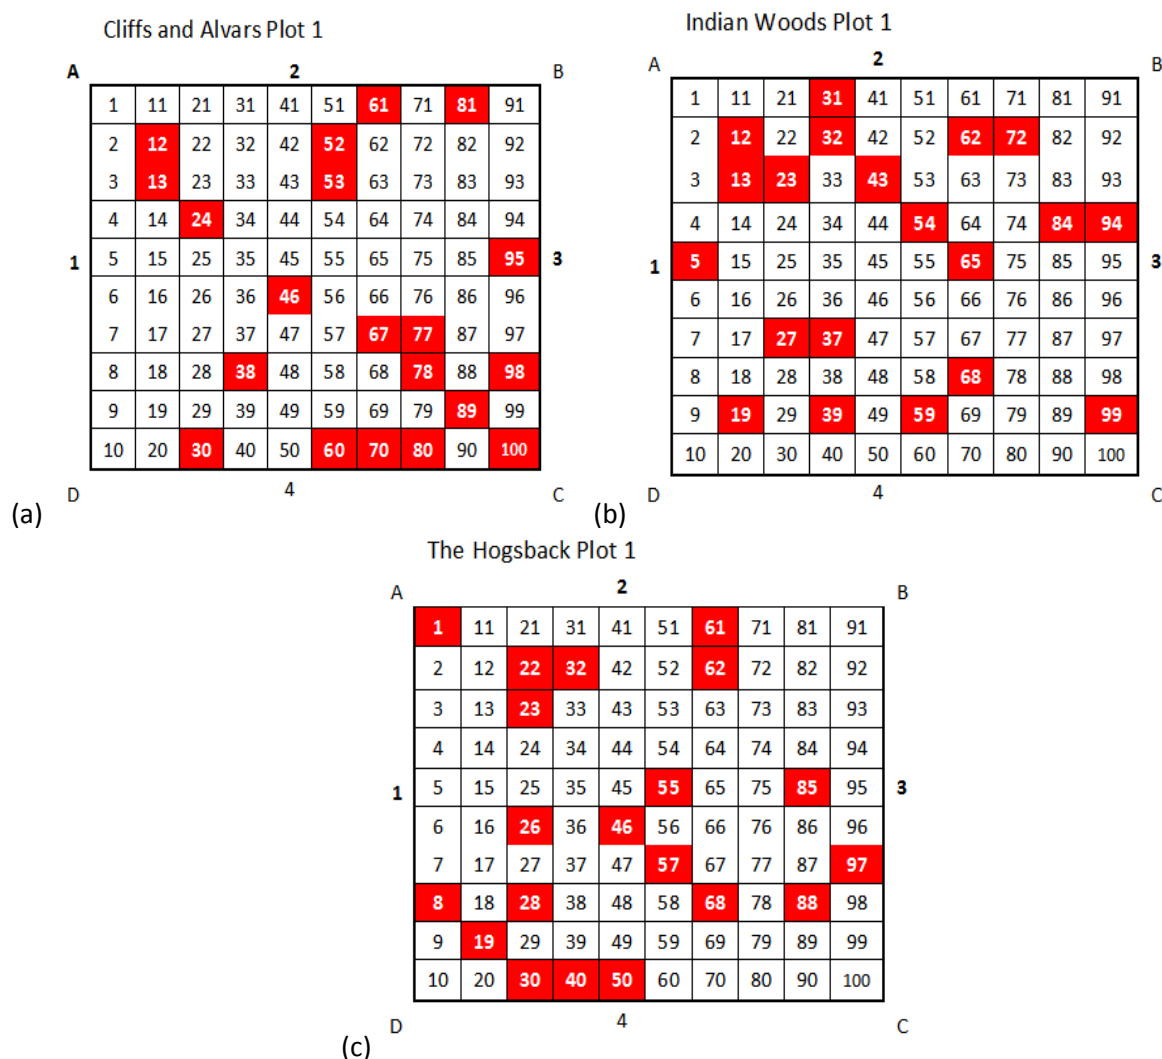 Cliffs and Alvars Plot 1
A 2 B
1 11 21 31 41 51 61 71 81 91
2 12 22 32 42 52 62 72 82 92
3 13 23 33 43 53 63 73 83 93
4 14 24 34 44 54 64 74 84 94
1 5 15 25 35 45 55 65 75 85 95 3
6 16 26 36 46 56 66 76 86 96
7 17 27 37 47 57 67 77 87 97
8 18 28 38 48 58 68 78 88 98
9 19 29 39 49 59 69 79 89 99
10 20 30 40 50 60 70 80 90 100
D 4 C
(a)
Indian Woods Plot 1
A 2 B
1 11 21 31 41 51 61 71 81 91
2 12 22 32 42 52 62 72 82 92
3 13 23 33 43 53 63 73 83 93
4 14 24 34 44 54 64 74 84 94
1 5 15 25 35 45 55 65 75 85 95 3
6 16 26 36 46 56 66 76 86 96
7 17 27 37 47 57 67 77 87 97
8 18 28 38 48 58 68 78 88 98
9 19 29 39 49 59 69 79 89 99
10 20 30 40 50 60 70 80 90 100
D 4 C
(b)
The Hogsback Plot 1
A 2 B
1 11 21 31 41 51 61 71 81 91
2 12 22 32 42 52 62 72 82 92
3 13 23 33 43 53 63 73 83 93
4 14 24 34 44 54 64 74 84 94
1 5 15 25 35 45 55 65 75 85 95 3
6 16 26 36 46 56 66 76 86 96
7 17 27 37 47 57 67 77 87 97
8 18 28 38 48 58 68 78 88 98
9 19 29 39 49 59 69 79 89 99
10 20 30 40 50 60 70 80 90 100
D 4 C
(c)